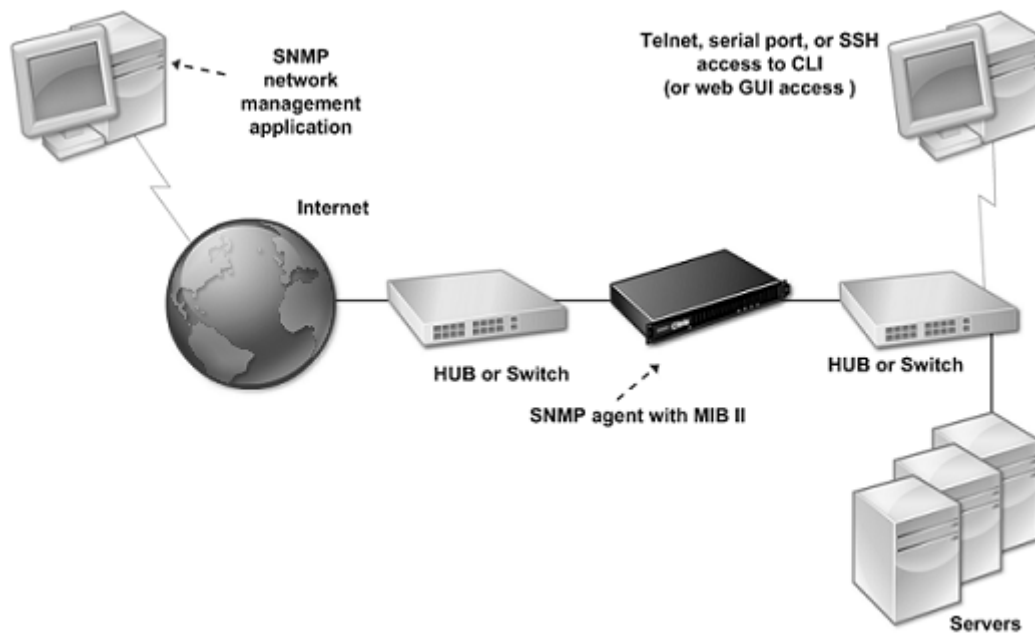 SNMP
network
management
application
Telnet, serial port, or SSH
access to CLI
(or web GUI access )
Internet
HUB or Switch
HUB or Switch
SNMP agent with MIB II
Servers